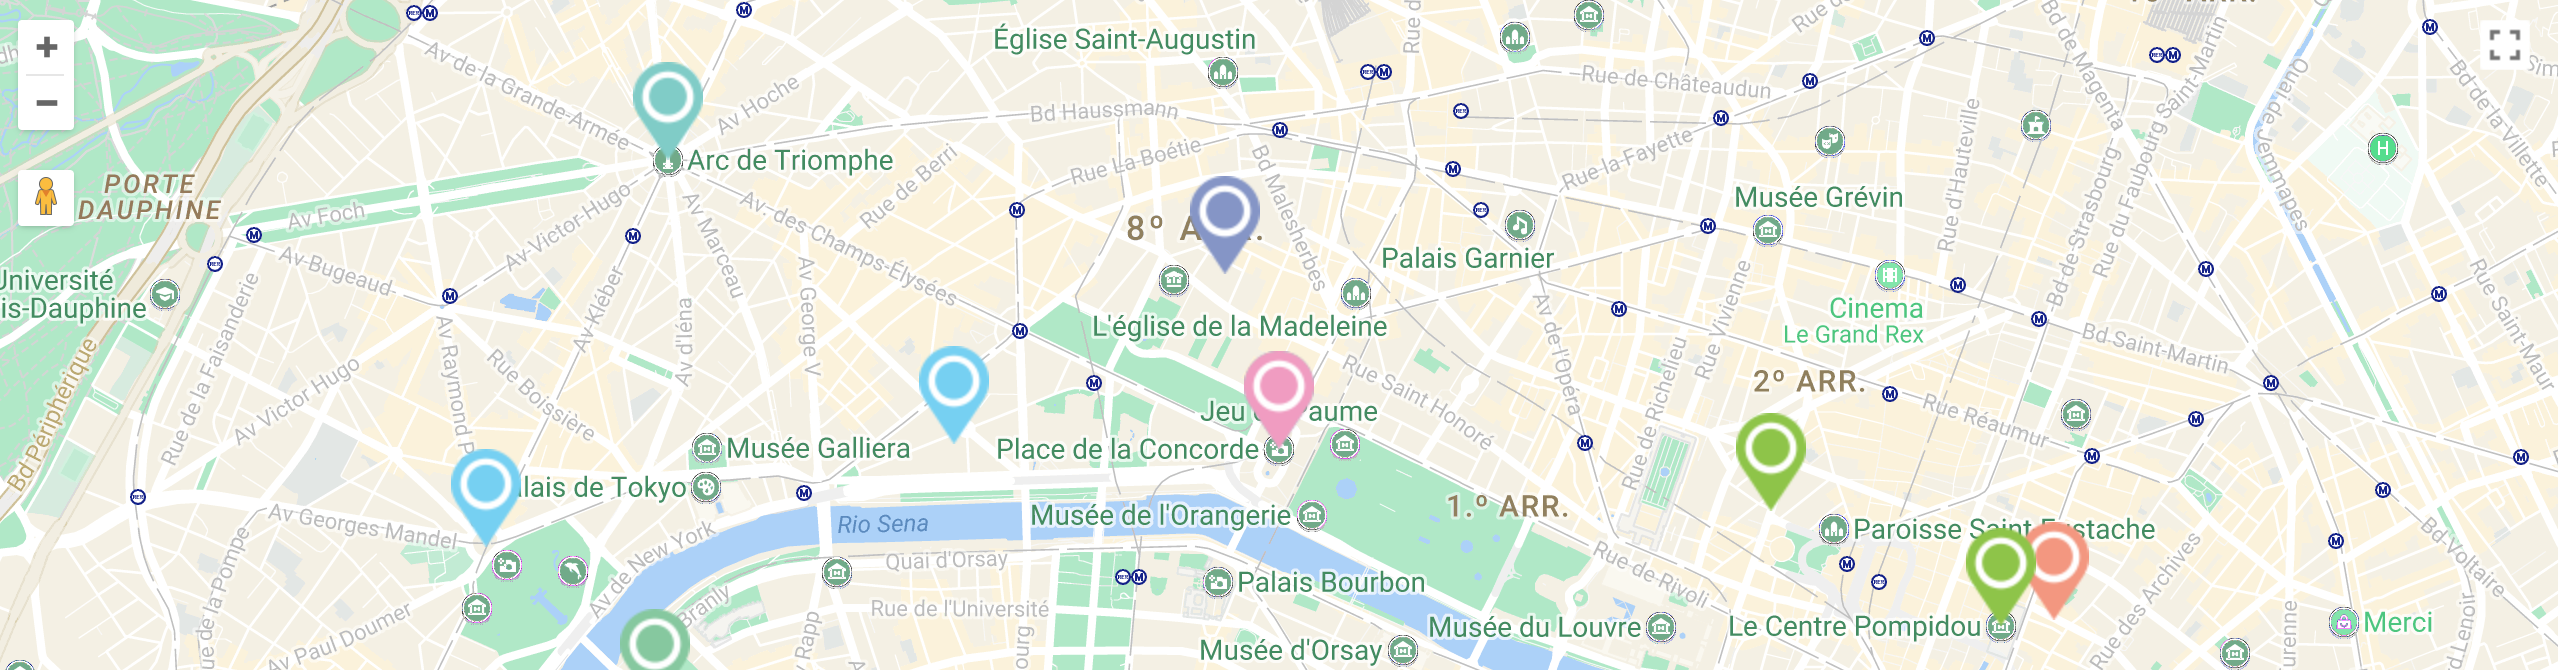 Église Saint-Augustin
Rue de Châteaudun
Bd de Magenta
Rue du Faubourg Saint-Martin
Quai de Jemmapes
Bd de la Villette
Av de la Grande-Armée
Av Hoche
Bd Haussmann
Arc de Triomphe
Rue La Boétie
Bd Malesherbes
Rue la Fayette
Rue d'Hauteville
Bd de Strasbourg
PORTE
DAUPHINE
Av Foch
Av Victor-Hugo
Rue de Berri
Av. des Champs-Élysées
Av Marceau
8º
Musée Grévin
Palais Garnier
Av Bugeaud
Av Kléber
Av d'Iéna
Av George V
L'église de la Madeleine
Cinema
Le Grand Rex
Rue Vivienne
Av de l'Opéra
Bd Saint-Martin
Rue Saint-Maur
Université
is-Dauphine
Bd Périphérique
Rue de la Faisanderie
Av Victor Hugo
Av Raymond P
Rue Boissière
Rue Saint Honoré
Rue de Richelieu
2º ARR.
Rue Réaumur
Jeu
aume
Place de la Concorde
Musée Galliera
lais de Tokyo
Av Georges Mandel
Rio Sena
Musée de l'Orangerie
1.º ARR.
Paroisse Saint-Eustache
Av de New York
Quai d'Orsay
Palais Bourbon
Rue de Rivoli
Rue des Archives
Bd Voltaire
Rue de l'Université
Branly
Av Rapp
ourg
Av Paul Doumer
ue de la Pompe
Musée d'Orsay
Musée du Louvre
Le Centre Pompidou
urenne
Merci
d Lenoir